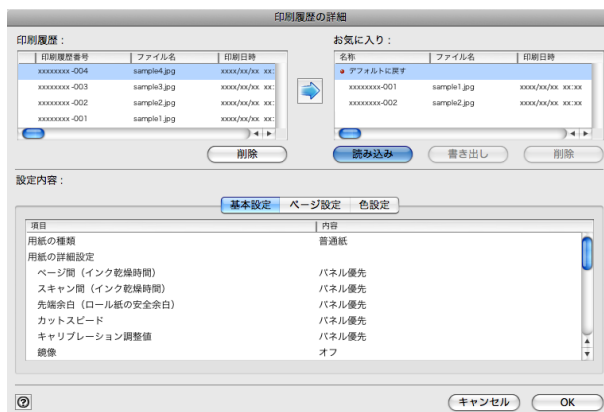 印刷履歴の詳細
印刷履歴：
印刷履歴番号 ファイル名 印刷日時
xxxxxxxx-004 sample4.jpg xxxx/xx/xx xx:
xxxxxxxx-003 sample3.jpg xxxx/xx/xx xx:
xxxxxxxx-002 sample2.jpg xxxx/xx/xx xx:
xxxxxxxx-001 sample1.jpg xxxx/xx/xx xx:
削除
お気に入り：
名称 ファイル名 印刷日時
デフォルトに戻す
xxxxxxxx-001 sample1.jpg xxxx/xx/xx xx:xx
xxxxxxxx-002 sample2.jpg xxxx/xx/xx xx:xx
読み込み 書き出し 削除
設定内容：
基本設定 ページ設定 色設定
項目 内容
用紙の種類 普通紙
用紙の詳細設定
ページ間（インク乾燥時間） パネル優先
スキャン間（インク乾燥時間） パネル優先
先端余白（ロール紙の安全余白） パネル優先
カットスピード パネル優先
キャリブレーション調整値 パネル優先
鏡像 オフ
? キャンセル OK